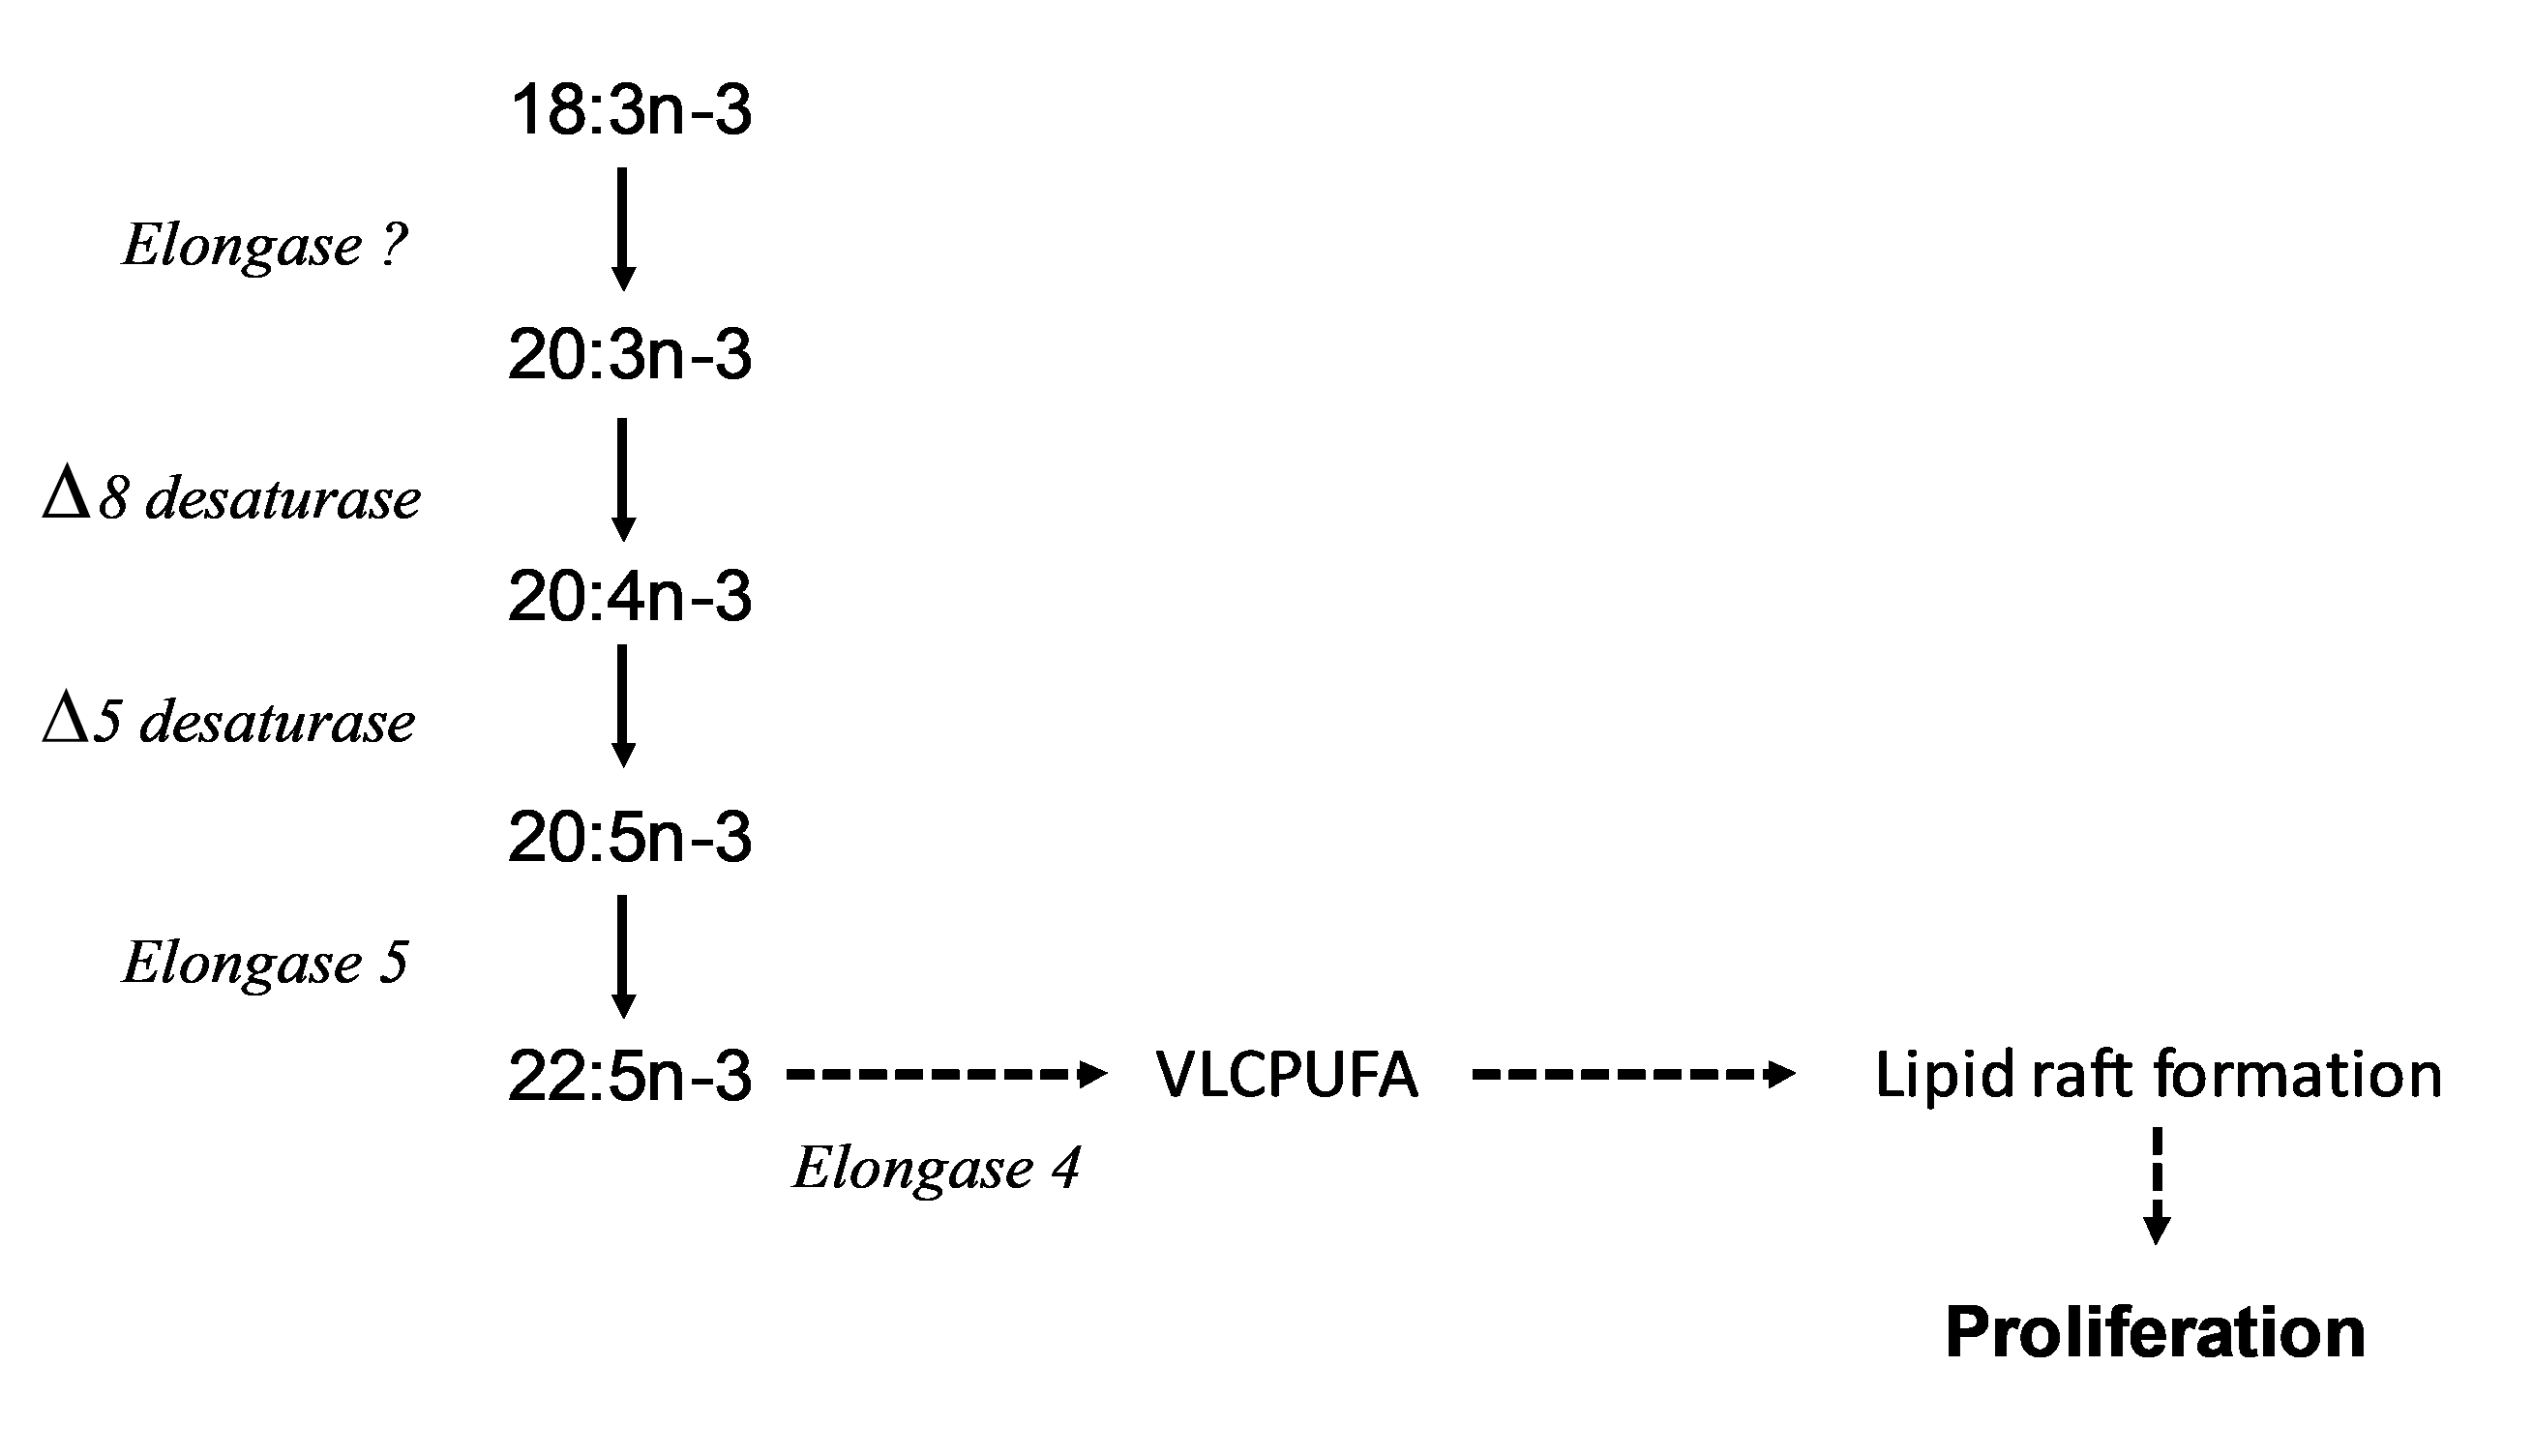 18:3n-3
Elongase ?
20:3n-3
Δ8 desaturase
20:4n-3
Δ5 desaturase
20:5n-3
Elongase 5
22:5n-3 VLCPUFA Lipid raft formation
Elongase 4
Proliferation